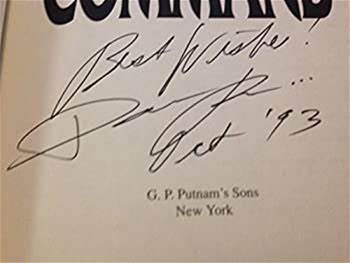 COMMAND
Best Wishes!
Oct '93
G. P. Putnam's Sons
New York